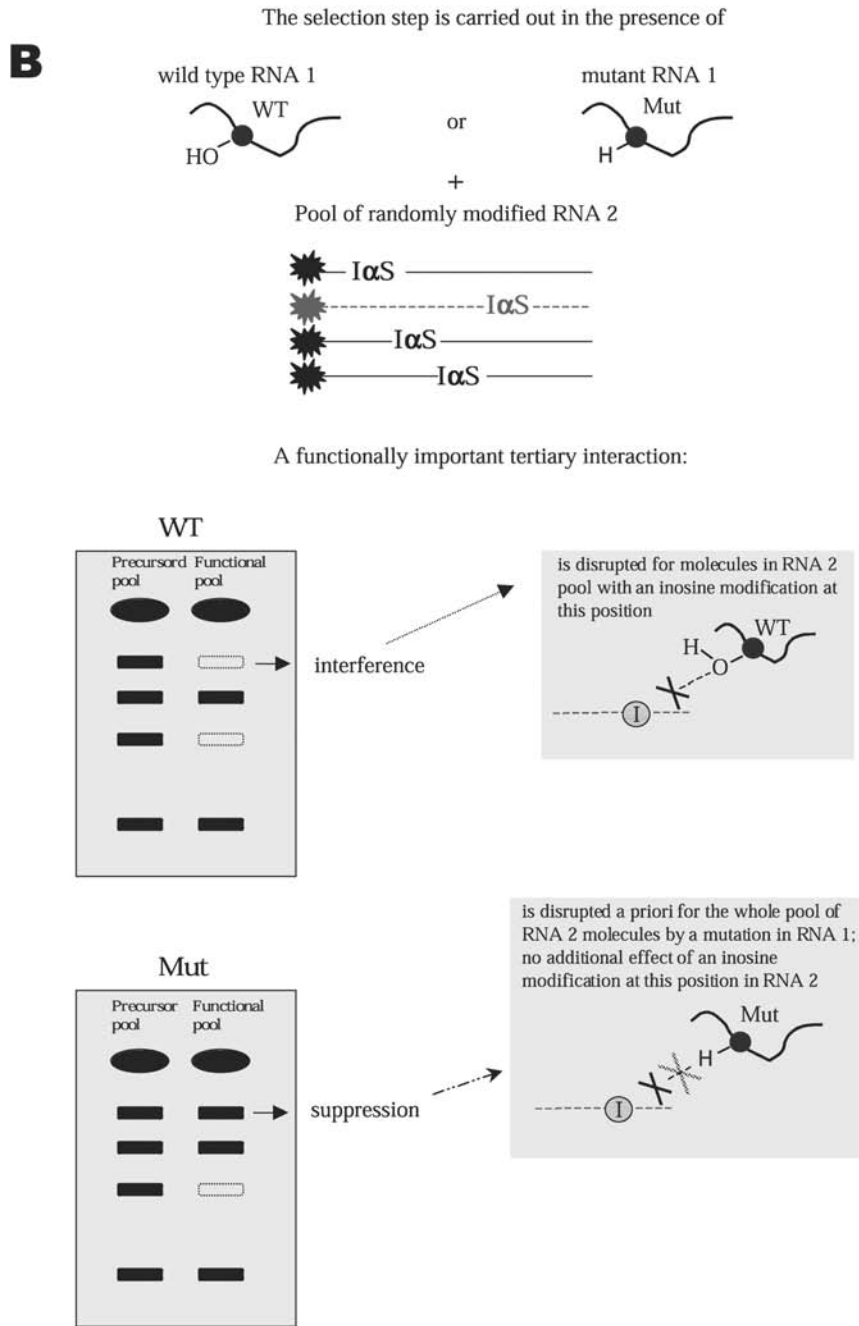 The selection step is carried out in the presence of
B
wild type RNA 1
WT
HO
or
mutant RNA 1
Mut
H
+
Pool of randomly modified RNA 2
IαS
IαS
IαS
IαS
A functionally important tertiary interaction:
WT
Precursord pool
Functional pool
interference
is disrupted for molecules in RNA 2
pool with an inosine modification at
this position
WT
H
O
I
Mut
Precursor pool
Functional pool
suppression
is disrupted a priori for the whole pool of
RNA 2 molecules by a mutation in RNA 1;
no additional effect of an inosine
modification at this position in RNA 2
Mut
H
I